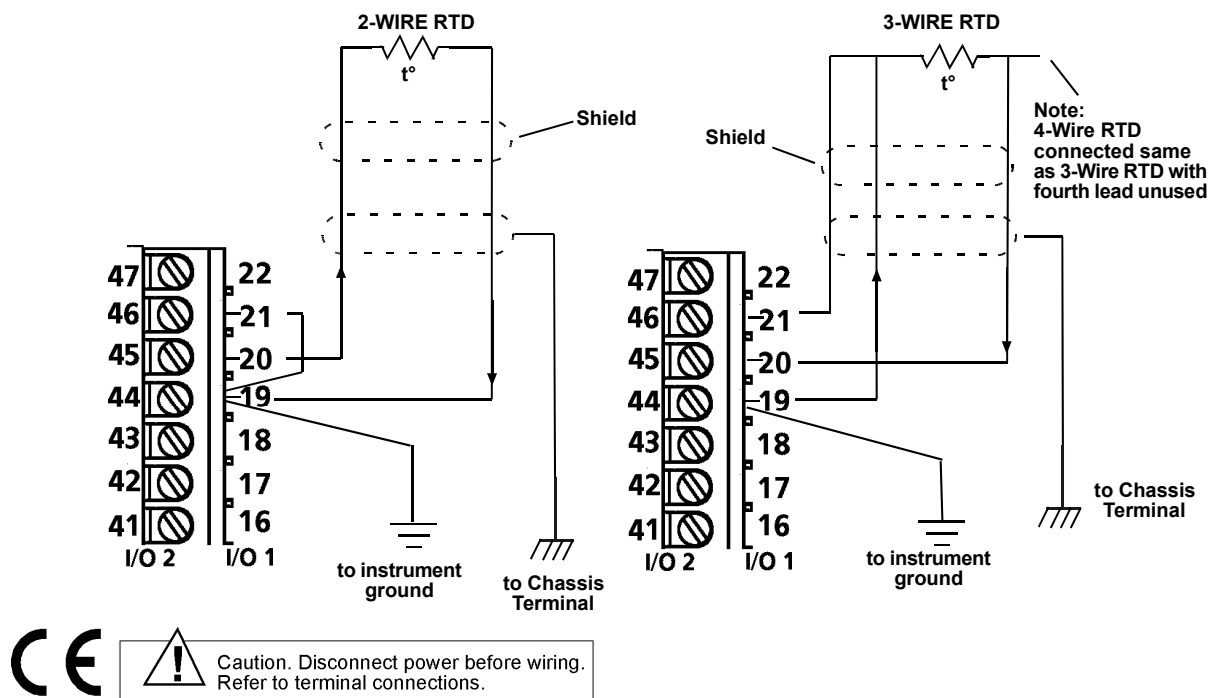 2-WIRE RTD
t°
Shield
47
46
45
44
43
42
41
I/O 2
22
21
20
19
18
17
16
I/O 1
to instrument
ground
to Chassis
Terminal
3-WIRE RTD
t°
Shield
Note:
4-Wire RTD
connected same
as 3-Wire RTD with
fourth lead unused
47
46
45
44
43
42
41
I/O 2
22
21
20
19
18
17
16
I/O 1
to instrument
ground
to Chassis
Terminal
CE
!
Caution. Disconnect power before wiring.
Refer to terminal connections.